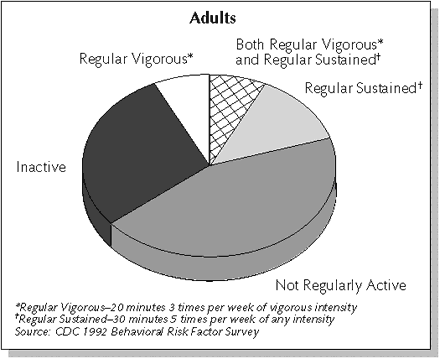 Adults
Regular Vigorous*
Both Regular Vigorous*
and Regular Sustained†
Regular Sustained†
Inactive
Not Regularly Active
*Regular Vigorous–20 minutes 3 times per week of vigorous intensity
†Regular Sustained–30 minutes 5 times per week of any intensity
Source: CDC 1992 Behavioral Risk Factor Survey